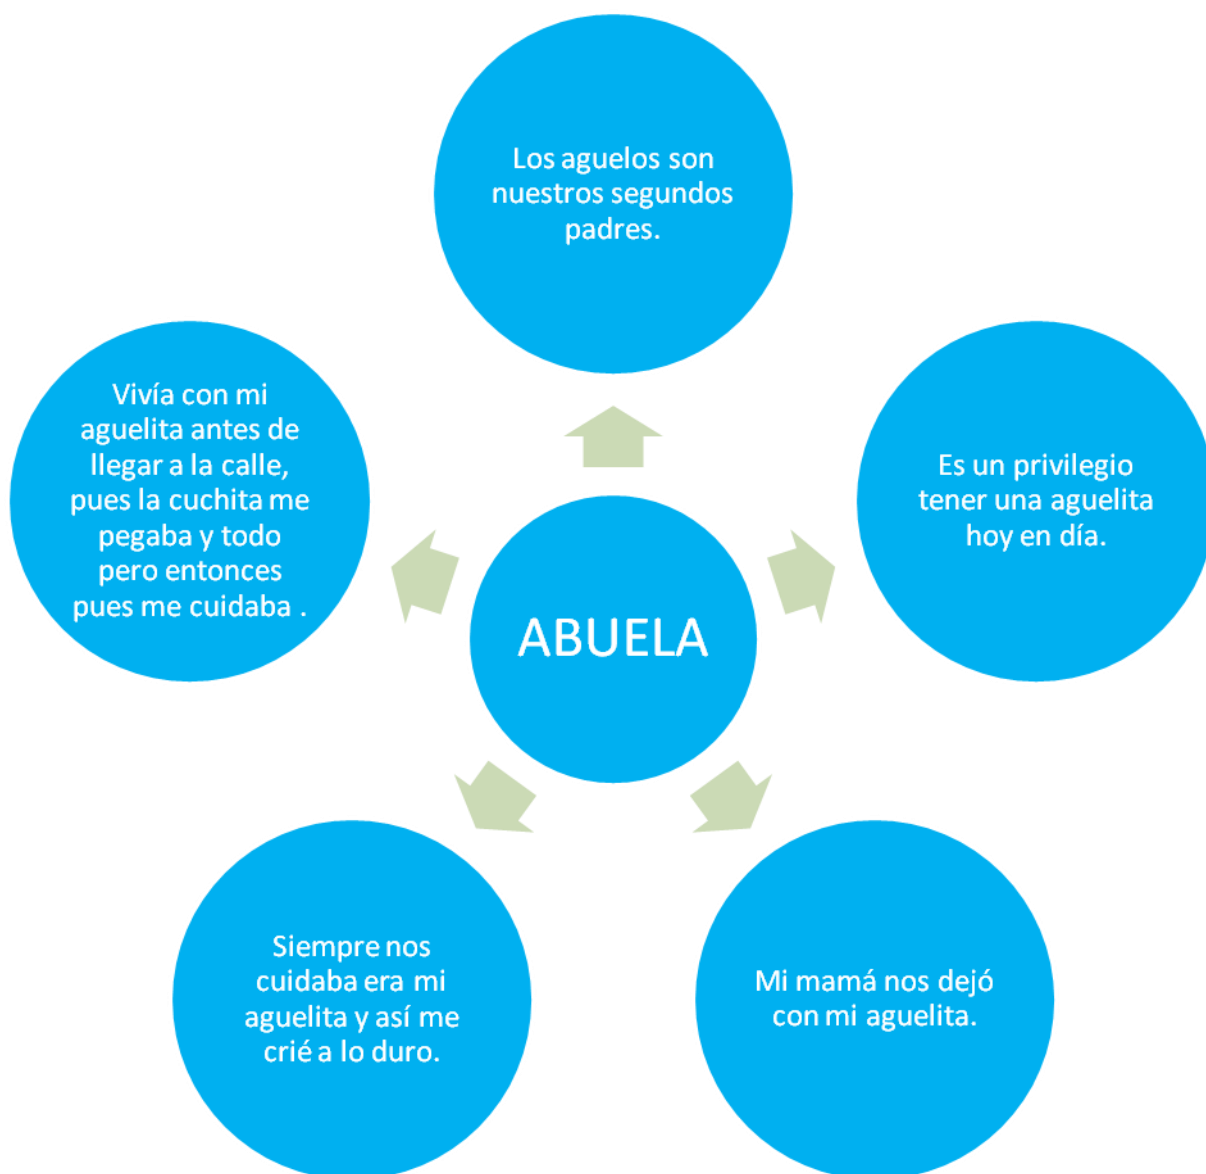 Los aguelos son
nuestros segundos
padres.
Vivía con mi
aguelita antes de
llegar a la calle,
pues la cuchita me
pegaba y todo
pero entonces
pues me cuidaba .
Es un privilegio
tener una aguelita
hoy en día.
ABUELA
Siempre nos
cuidaba era mi
aguelita y así me
crié a lo duro.
Mi mamá nos dejó
con mi aguelita.